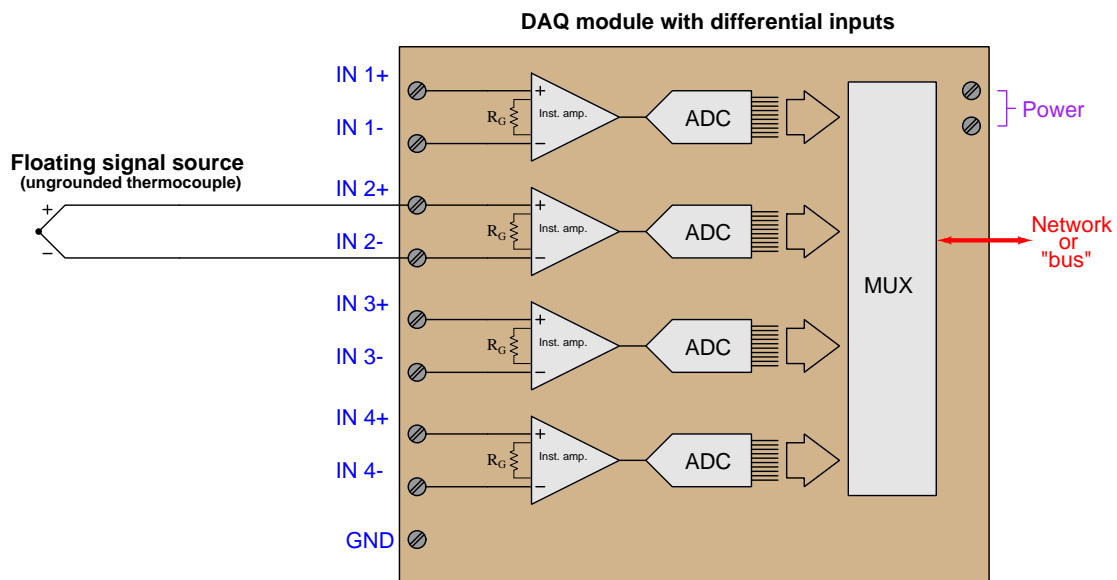 DAQ module with differential inputs
IN 1+
IN 1-
Floating signal source
(ungrounded thermocouple)
+
−
IN 2+
IN 2-
IN 3+
IN 3-
IN 4+
IN 4-
GND
RG
+
Inst. amp.
−
ADC
RG
+
Inst. amp.
−
ADC
RG
+
Inst. amp.
−
ADC
RG
+
Inst. amp.
−
ADC
MUX
Power
Network
or
"bus"